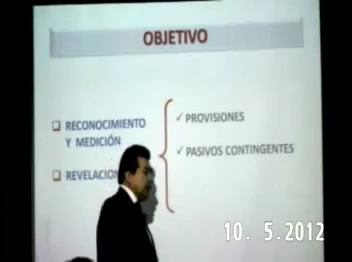 OBJETIVO
RECONOCIMIENTO
Y MEDICIÓN
✓ PROVISIONES
✓ PASIVOS CONTINGENTES
10. 5.2012